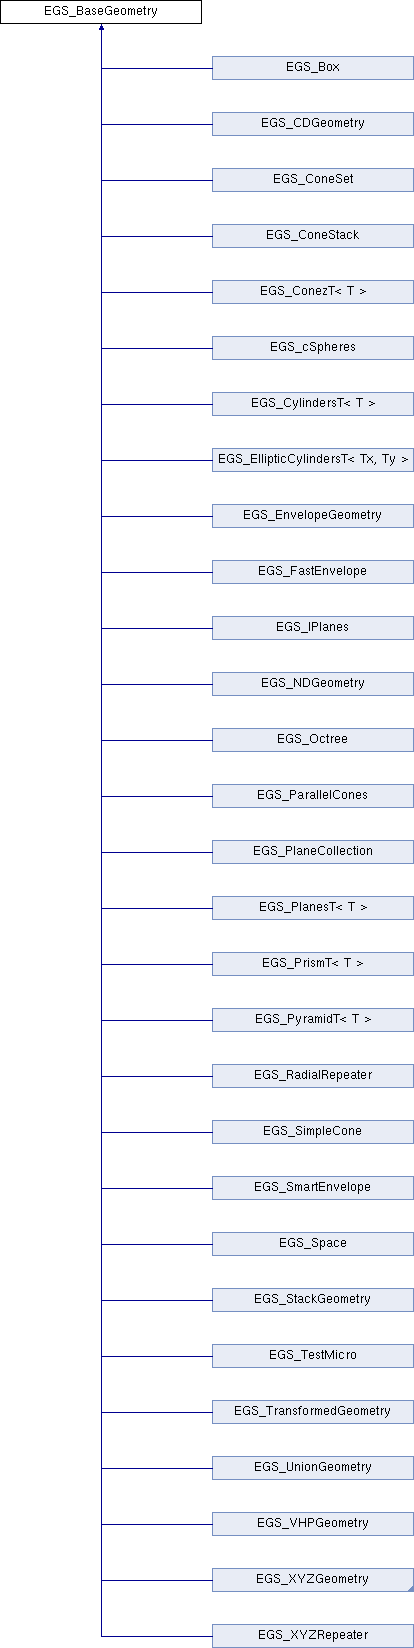 EGS_BaseGeometry
EGS_Box
EGS_CDGeometry
EGS_ConeSet
EGS_ConeStack
EGS_ConezT< T >
EGS_cSpheres
EGS_CylindersT< T >
EGS_EllipticCylindersT< Tx, Ty >
EGS_EnvelopeGeometry
EGS_FastEnvelope
EGS_IPlanes
EGS_NDGeometry
EGS_Octree
EGS_ParallelCones
EGS_PlaneCollection
EGS_PlanesT< T >
EGS_PrismT< T >
EGS_PyramidT< T >
EGS_RadialRepeater
EGS_SimpleCone
EGS_SmartEnvelope
EGS_Space
EGS_StackGeometry
EGS_TestMicro
EGS_TransformedGeometry
EGS_UnionGeometry
EGS_VHPGeometry
EGS_XYZGeometry
EGS_XYZRepeater